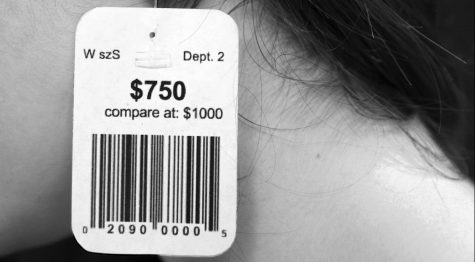 W szS Dept. 2
$750
compare at: $1000
0 2090 0000 5